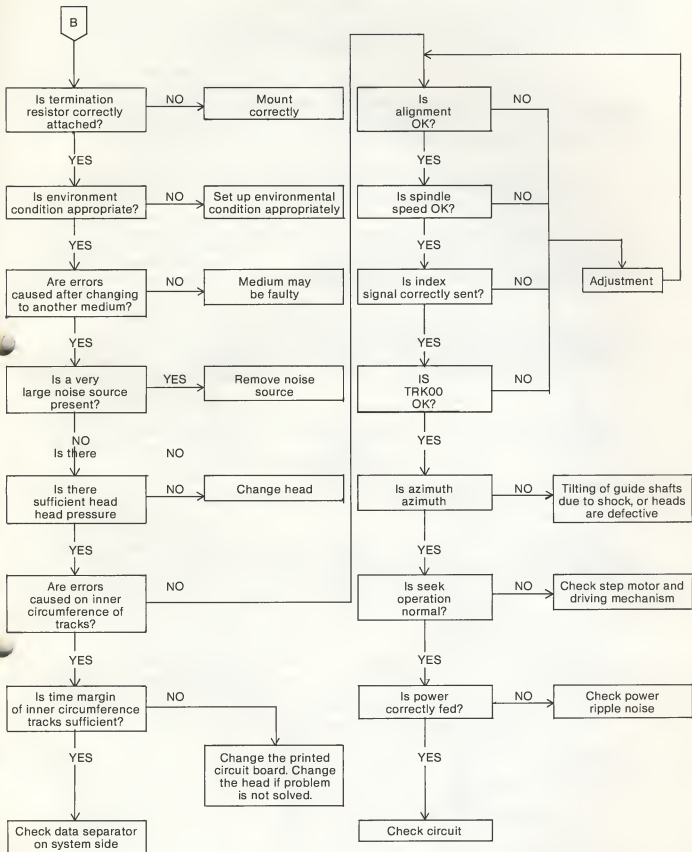 B
Is termination
resistor correctly
attached?
NO
Mount
correctly
YES
Is environment
condition appropriate?
NO
Set up environmental
condition appropriately
YES
Are errors
caused after changing
to another medium?
NO
Medium may
be faulty
YES
Is a very
large noise source
present?
YES
Remove noise
source
NO
Is there
NO
Is there
sufficient head
head pressure
NO
Change head
YES
Are errors
caused on inner
circumference of
tracks?
NO
YES
Is time margin
of inner circumference
tracks sufficient?
NO
Change the printed
circuit board. Change
the head if problem
is not solved.
YES
Check data separator
on system side
Is
alignment
OK?
NO
YES
Is spindle
speed OK?
NO
YES
Is index
signal correctly sent?
NO
Adjustment
YES
IS
TRK00
OK?
NO
YES
Is azimuth
azimuth
NO
Tilting of guide shafts
due to shock, or heads
are defective
YES
Is seek
operation
normal?
NO
Check step motor and
driving mechanism
YES
Is power
correctly fed?
NO
Check power
ripple noise
YES
Check circuit